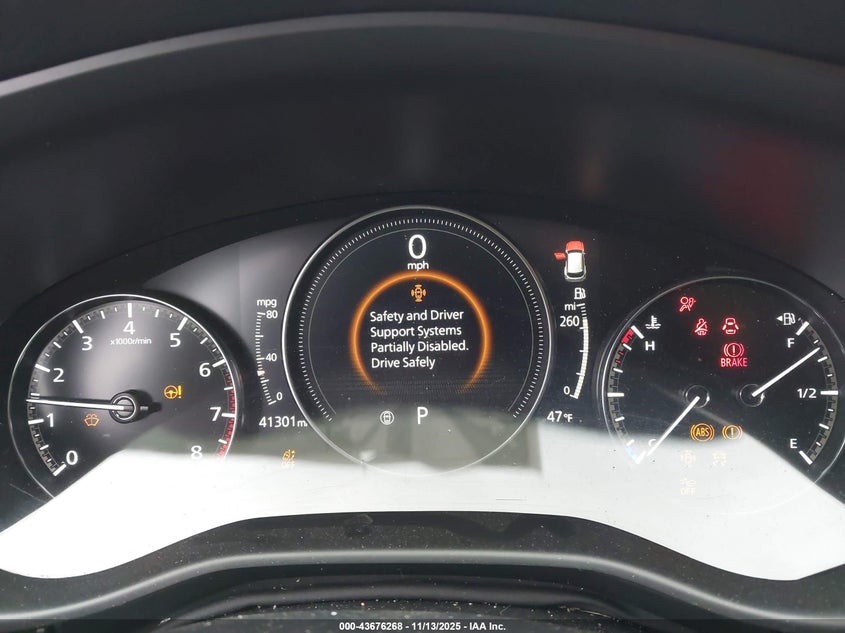 0
mph
Safety and Driver
Support Systems
Partially Disabled.
Drive Safely
P
mpg
80
40
0
41301 m
mi
260
0
47°F
0
1
2
3
4
5
6
7
8
x1000r/min
OFF
H
C
F
1/2
E
BRAKE
ABS
OFF
000-43676268 - 11/13/2025 - IAA Inc.